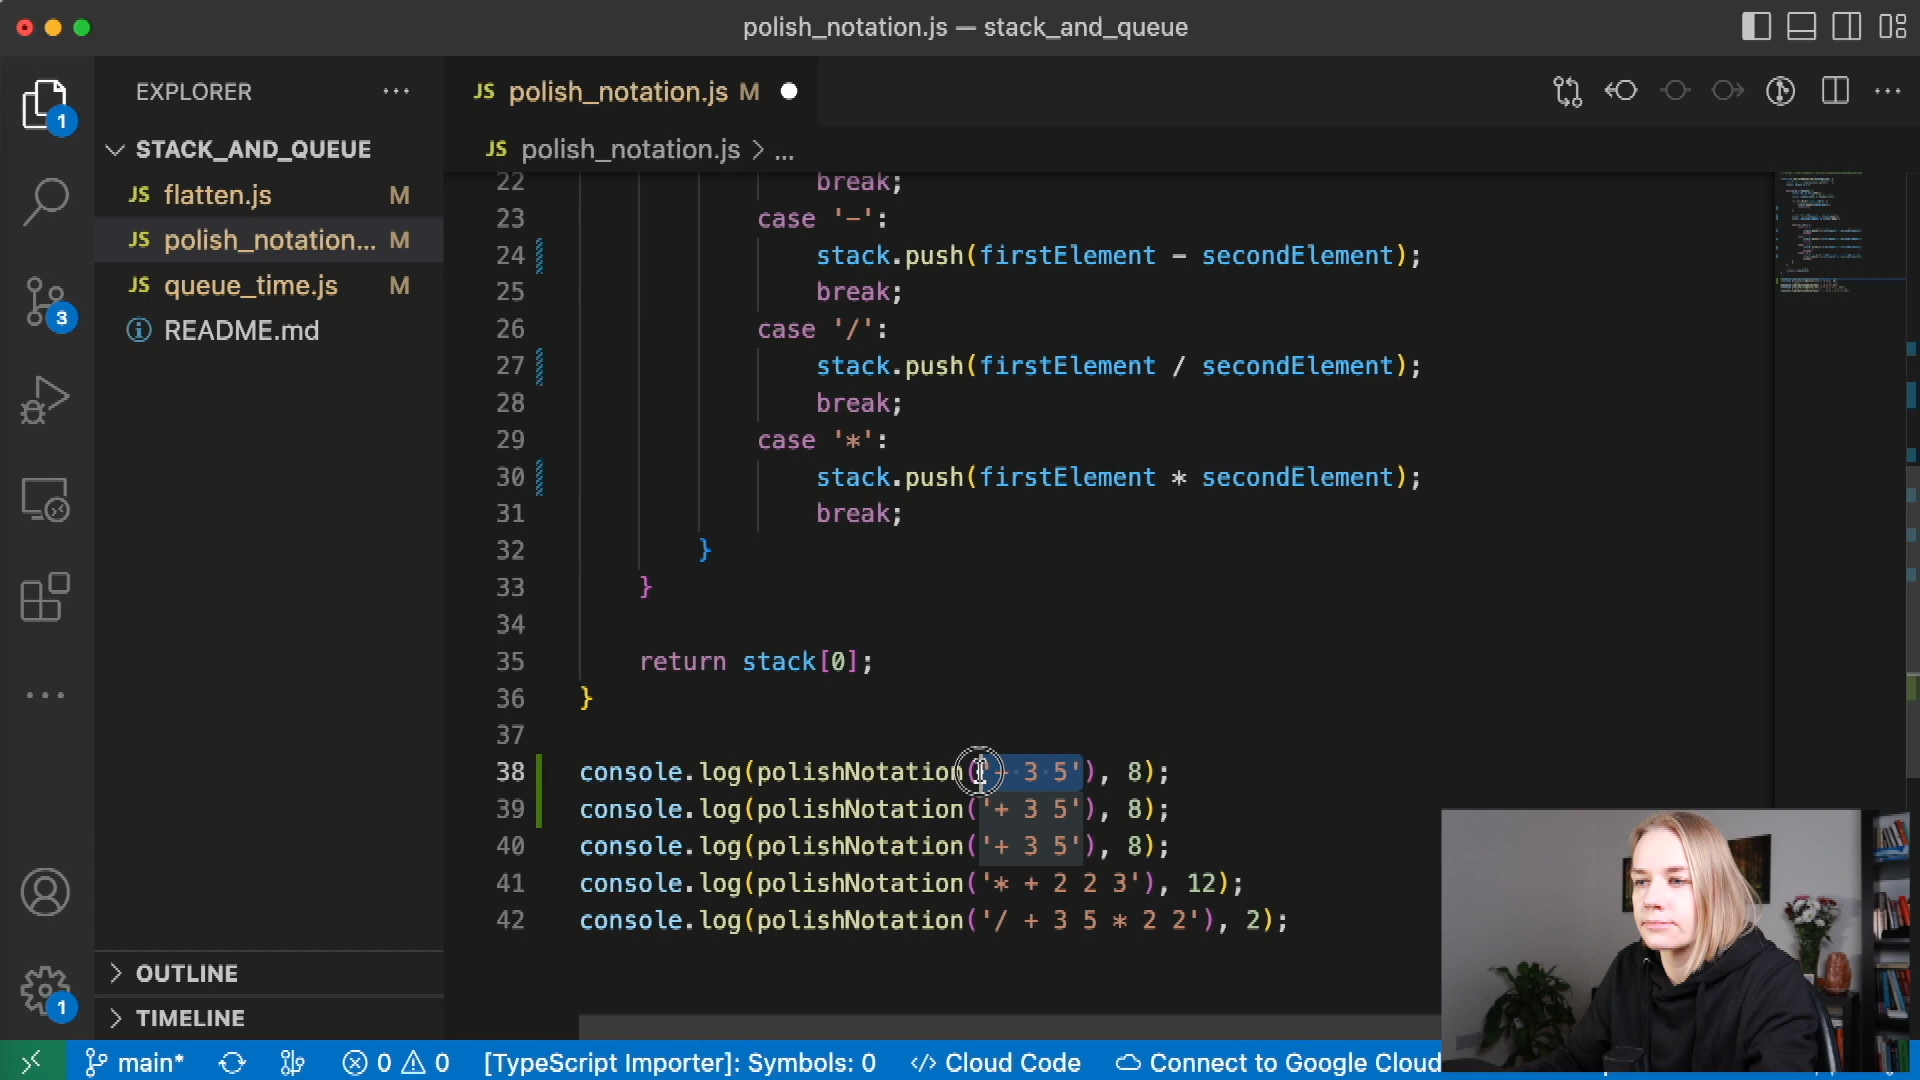 polish_notation.js — stack_and_queue
EXPLORER
JS polish_notation.js M
STACK_AND_QUEUE
JS polish_notation.js > ...
JS flatten.js M
JS polish_notation... M
JS queue_time.js M
README.md
1
3
22 break;
23 case '-':
24 stack.push(firstElement - secondElement);
25 break;
26 case '/':
27 stack.push(firstElement / secondElement);
28 break;
29 case '*':
30 stack.push(firstElement * secondElement);
31 break;
32 }
33 }
34
35 return stack[0];
36 }
37
38 console.log(polishNotation('+ 3 5'), 8);
39 console.log(polishNotation('+ 3 5'), 8);
40 console.log(polishNotation('+ 3 5'), 8);
41 console.log(polishNotation('* + 2 2 3'), 12);
42 console.log(polishNotation('/ + 3 5 * 2 2'), 2);
OUTLINE
TIMELINE
1
main* 0 0 [TypeScript Importer]: Symbols: 0 </> Cloud Code Connect to Google Cloud